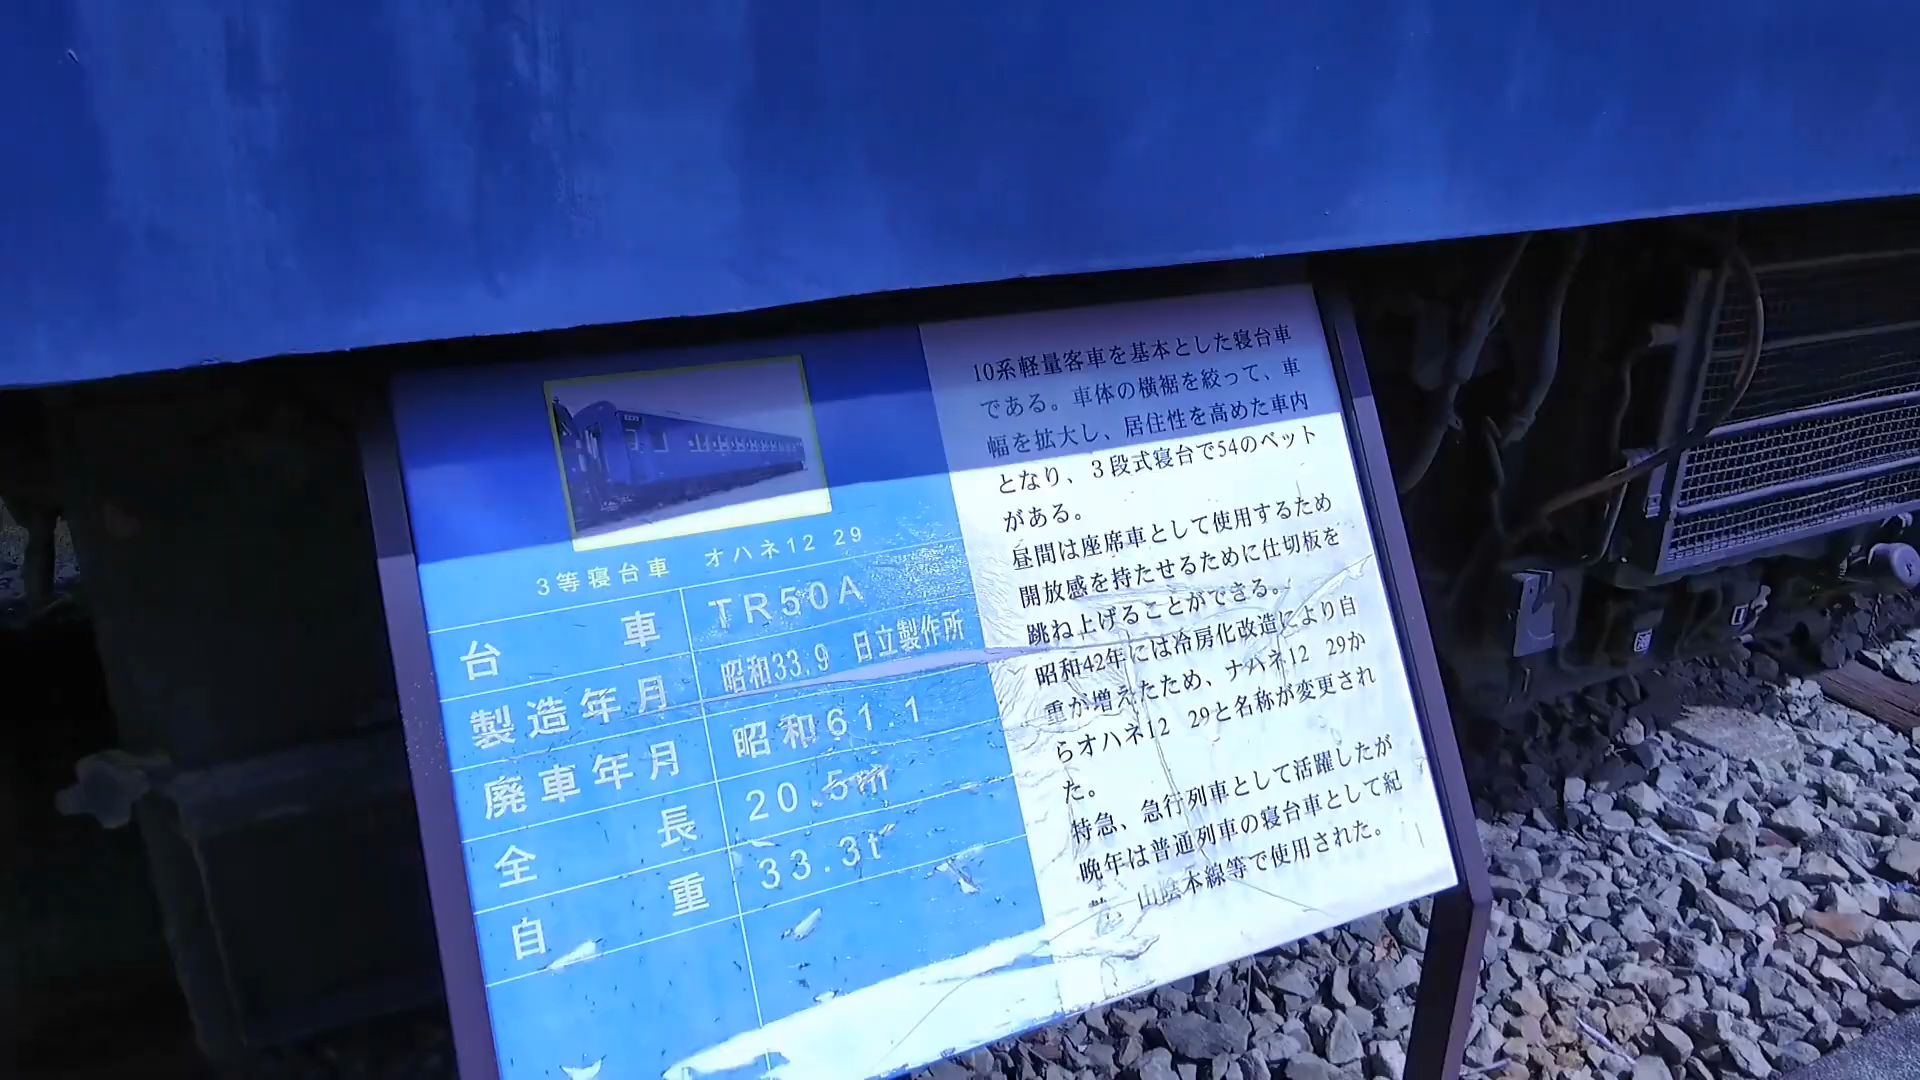 3等寝台車 オハネ12 29
台車 TR50A
製造年月 昭和33.9 日立製作所
廃車年月 昭和61.1
全長 20.5m
自重 33.3t
10系軽量客車を基本とした寝台車
である。車体の横裾を絞って、車
幅を拡大し、居住性を高めた車内
となり、3段式寝台で54のベット
がある。
昼間は座席車として使用するため
開放感を持たせるために仕切板を
跳ね上げることができる。
昭和42年には冷房化改造により自
重が増えたため、ナハネ12 29か
らオハネ12 29と名称が変更され
た。
特急、急行列車として活躍したが
晩年は普通列車の寝台車として紀
、山陰本線等で使用された。